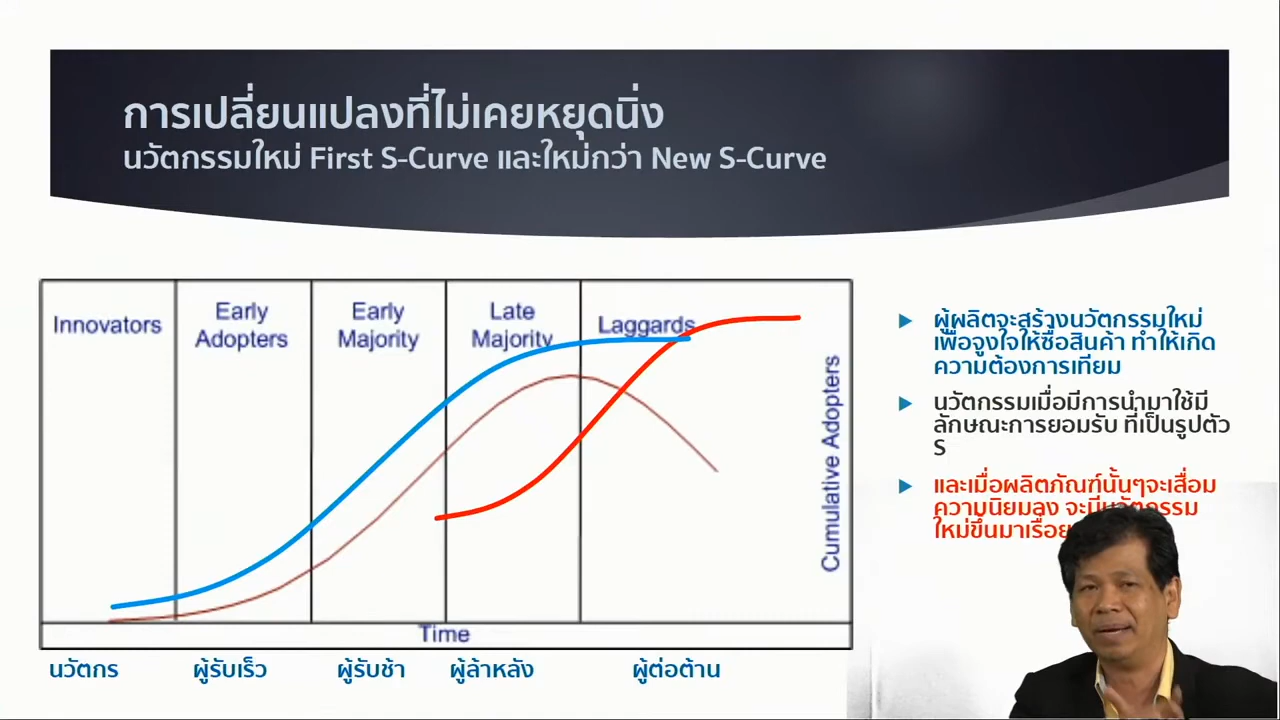 การเปลี่ยนแปลงที่ไม่เคยหยุดนิ่ง
นวัตกรรมใหม่ First S-Curve และใหม่กว่า New S-Curve
Innovators
Early
Adopters
Early
Majority
Late
Majority
Laggards
Cumulative Adopters
Time
นวัตกร
ผู้รับเร็ว
ผู้รับช้า
ผู้ล้าหลัง
ผู้ต่อต้าน
ผู้ผลิตจะสร้างนวัตกรรมใหม่
เพื่อจูงใจให้ซื้อสินค้า ทำให้เกิด
ความต้องการเทียม
นวัตกรรมเมื่อมีการนำมาใช้มี
ลักษณะการยอมรับ ที่เป็นรูปตัว
S
และเมื่อผลิตภัณฑ์นั้นๆจะเสื่อม
ความนิยมลง จะมีนวัตกรรม
ใหม่ขึ้นมา